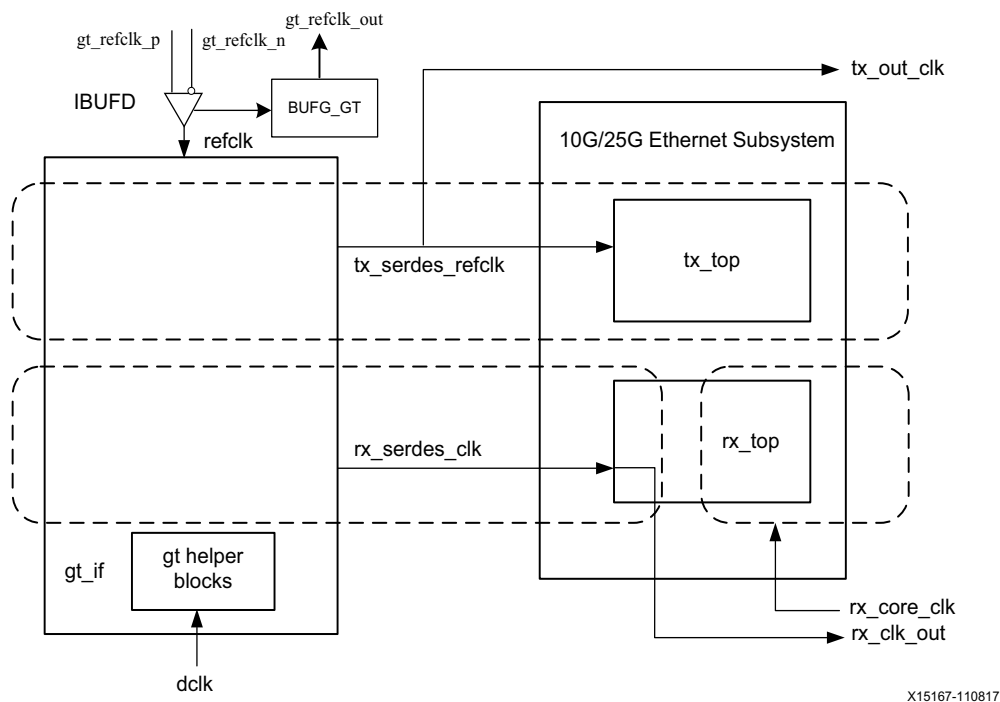 gt_refclk_out
gt_refclk_p
gt_refclk_n
IBUFD
BUFG_GT
refclk
tx_out_clk
10G/25G Ethernet Subsystem
tx_serdes_refclk
tx_top
rx_serdes_clk
rx_top
gt_if
gt helper
blocks
rx_core_clk
rx_clk_out
dclk
X15167-110817